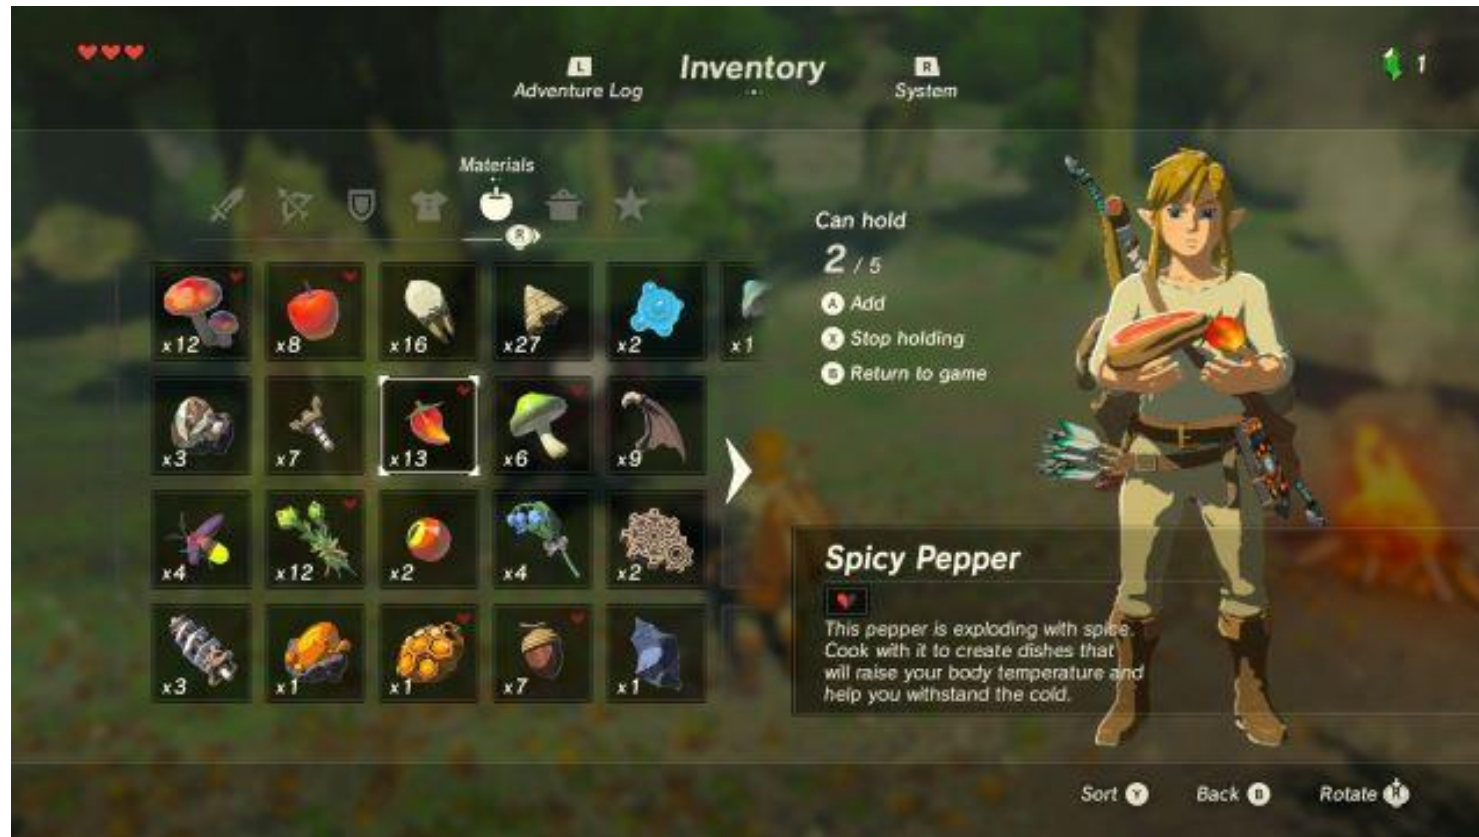 L
Inventory
R
Adventure Log
System
1
Materials
R
Can hold
2 / 5
A Add
X Stop holding
B Return to game
x12
x8
x16
x27
x2
x1
x3
x7
x13
x6
x9
x4
x12
x2
x4
x2
x3
x1
x1
x7
x1
Spicy Pepper
This pepper is exploding with spice.
Cook with it to create dishes that
will raise your body temperature and
help you withstand the cold.
Sort Y
Back B
Rotate R